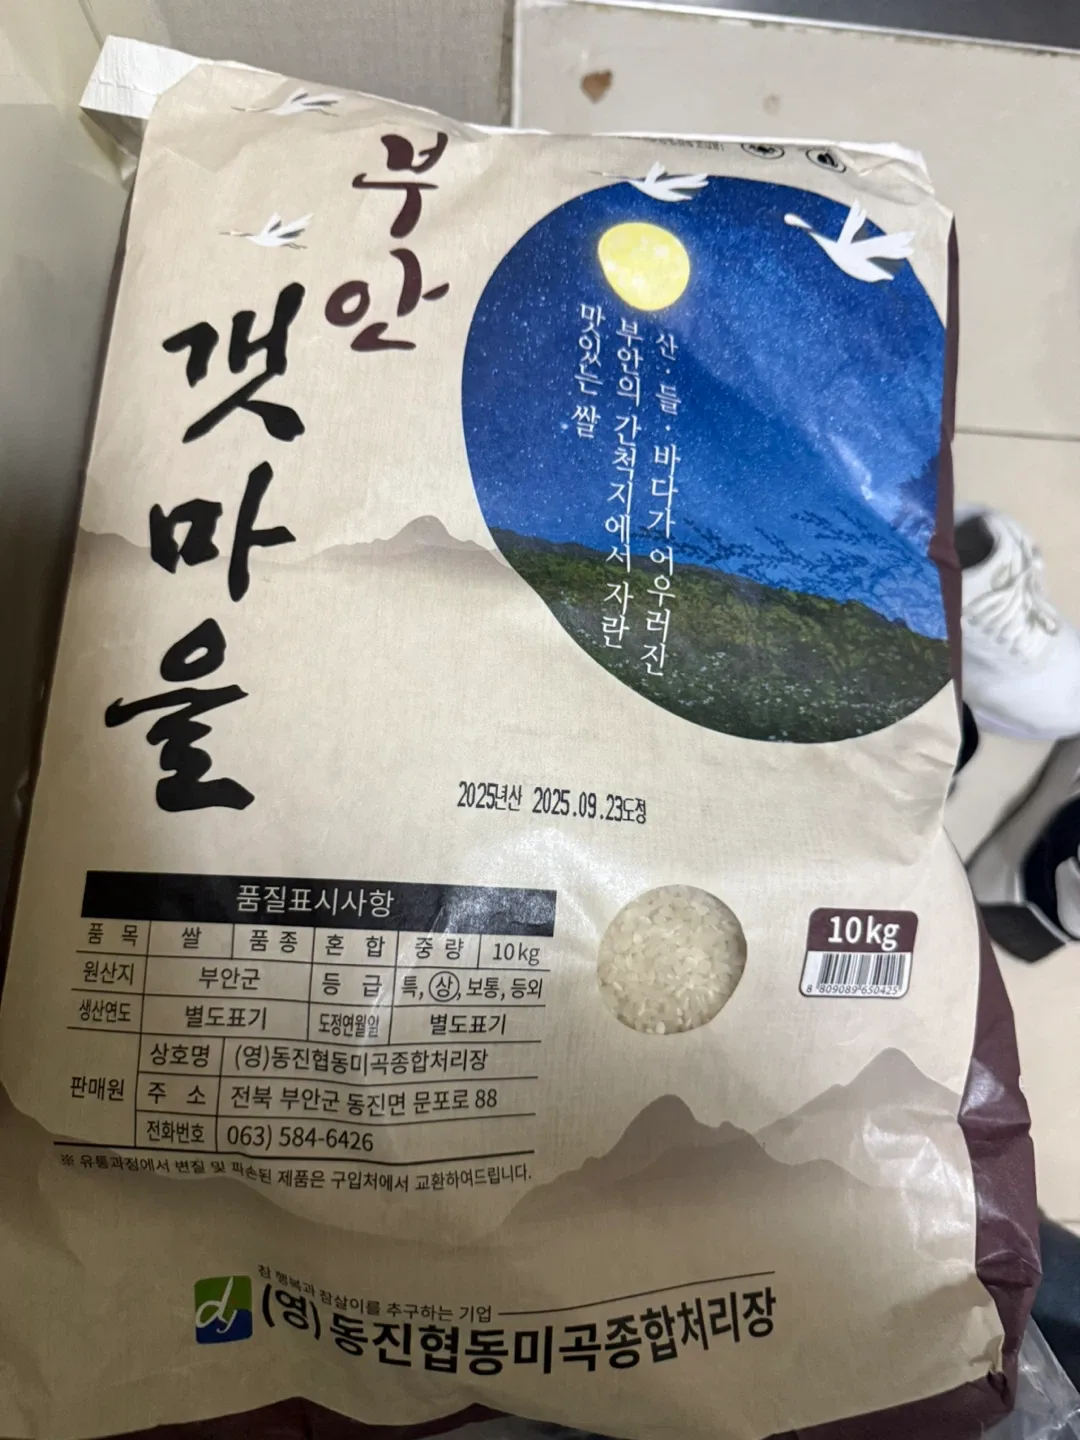 부안
갯마을
산·들·바다가 어우러진
부안의 간척지에서 자란
맛있는 쌀
2025년산 2025.09.23도정
품질표시사항
품 목 쌀 품 종 혼 합 중 량 10kg
원산지 부안군 등 급 특, 상, 보통, 등외
생산연도 별도표기 도정연월일 별도표기
판매원
상호명 (영)동진협동미곡종합처리장
주 소 전북 부안군 동진면 문포로 88
전화번호 063) 584-6426
※ 유통과정에서 변질 및 파손된 제품은 구입처에서 교환하여드립니다.
10kg
8 809089 650425
dj
참 행복과 참살이를 추구하는 기업
(영)동진협동미곡종합처리장